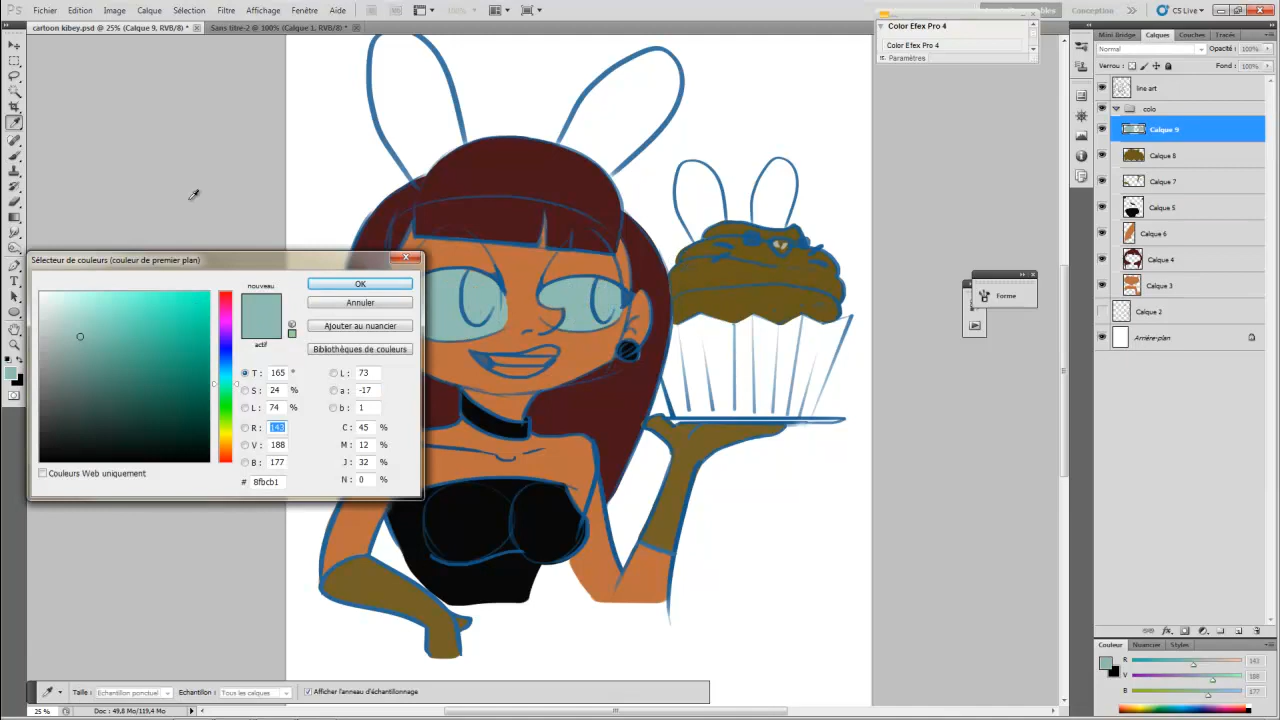 PS Fichier Edition Image Calque Sélection Filtre Affichage Fenêtre Aide 100%
Conception CS Live
cartoon kibey.psd @ 25% (Calque 9, RVB/8) *
Sans titre-2 @ 100% (Calque 1, RVB/8) *
Color Efex Pro 4
Color Efex Pro 4
Paramètres
Mini Bridge Calques Couches Tracés
Normal Opacité : 100%
Verrou : Fond : 100%
line art
colo
Calque 9
Calque 8
Calque 7
Calque 5
Calque 6
Calque 4
Calque 3
Calque 2
Arrière-plan
Forme
Sélecteur de couleurs (couleur de premier plan)
nouveau
actif
OK
Annuler
Ajouter au nuancier
Bibliothèques de couleurs
T : 165 °
S : 24 %
L : 74 %
R : 143
V : 188
B : 177
# 8fbcb1
L : 73
a : -17
b : 1
C : 45 %
M : 12 %
J : 32 %
N : 0 %
Couleurs Web uniquement
Couleur Nuancier Styles
R 143
V 188
B 177
Taille : Echantillon ponctuel Echantillon : Tous les calques Afficher l'anneau d'échantillonnage
25 % Doc : 49,8 Mo/119,4 Mo